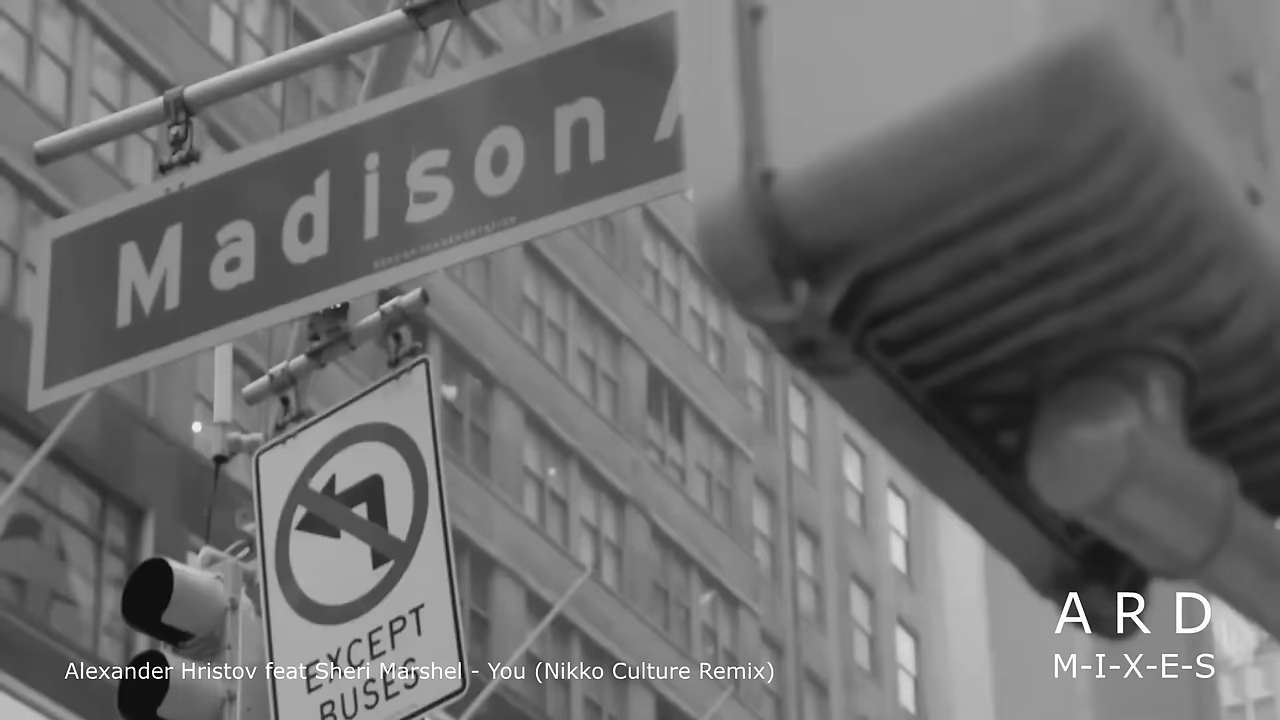 Madison A
EXCEPT
BUSES
Alexander Hristov feat Sheri Marshel - You (Nikko Culture Remix)
A R D
M-I-X-E-S